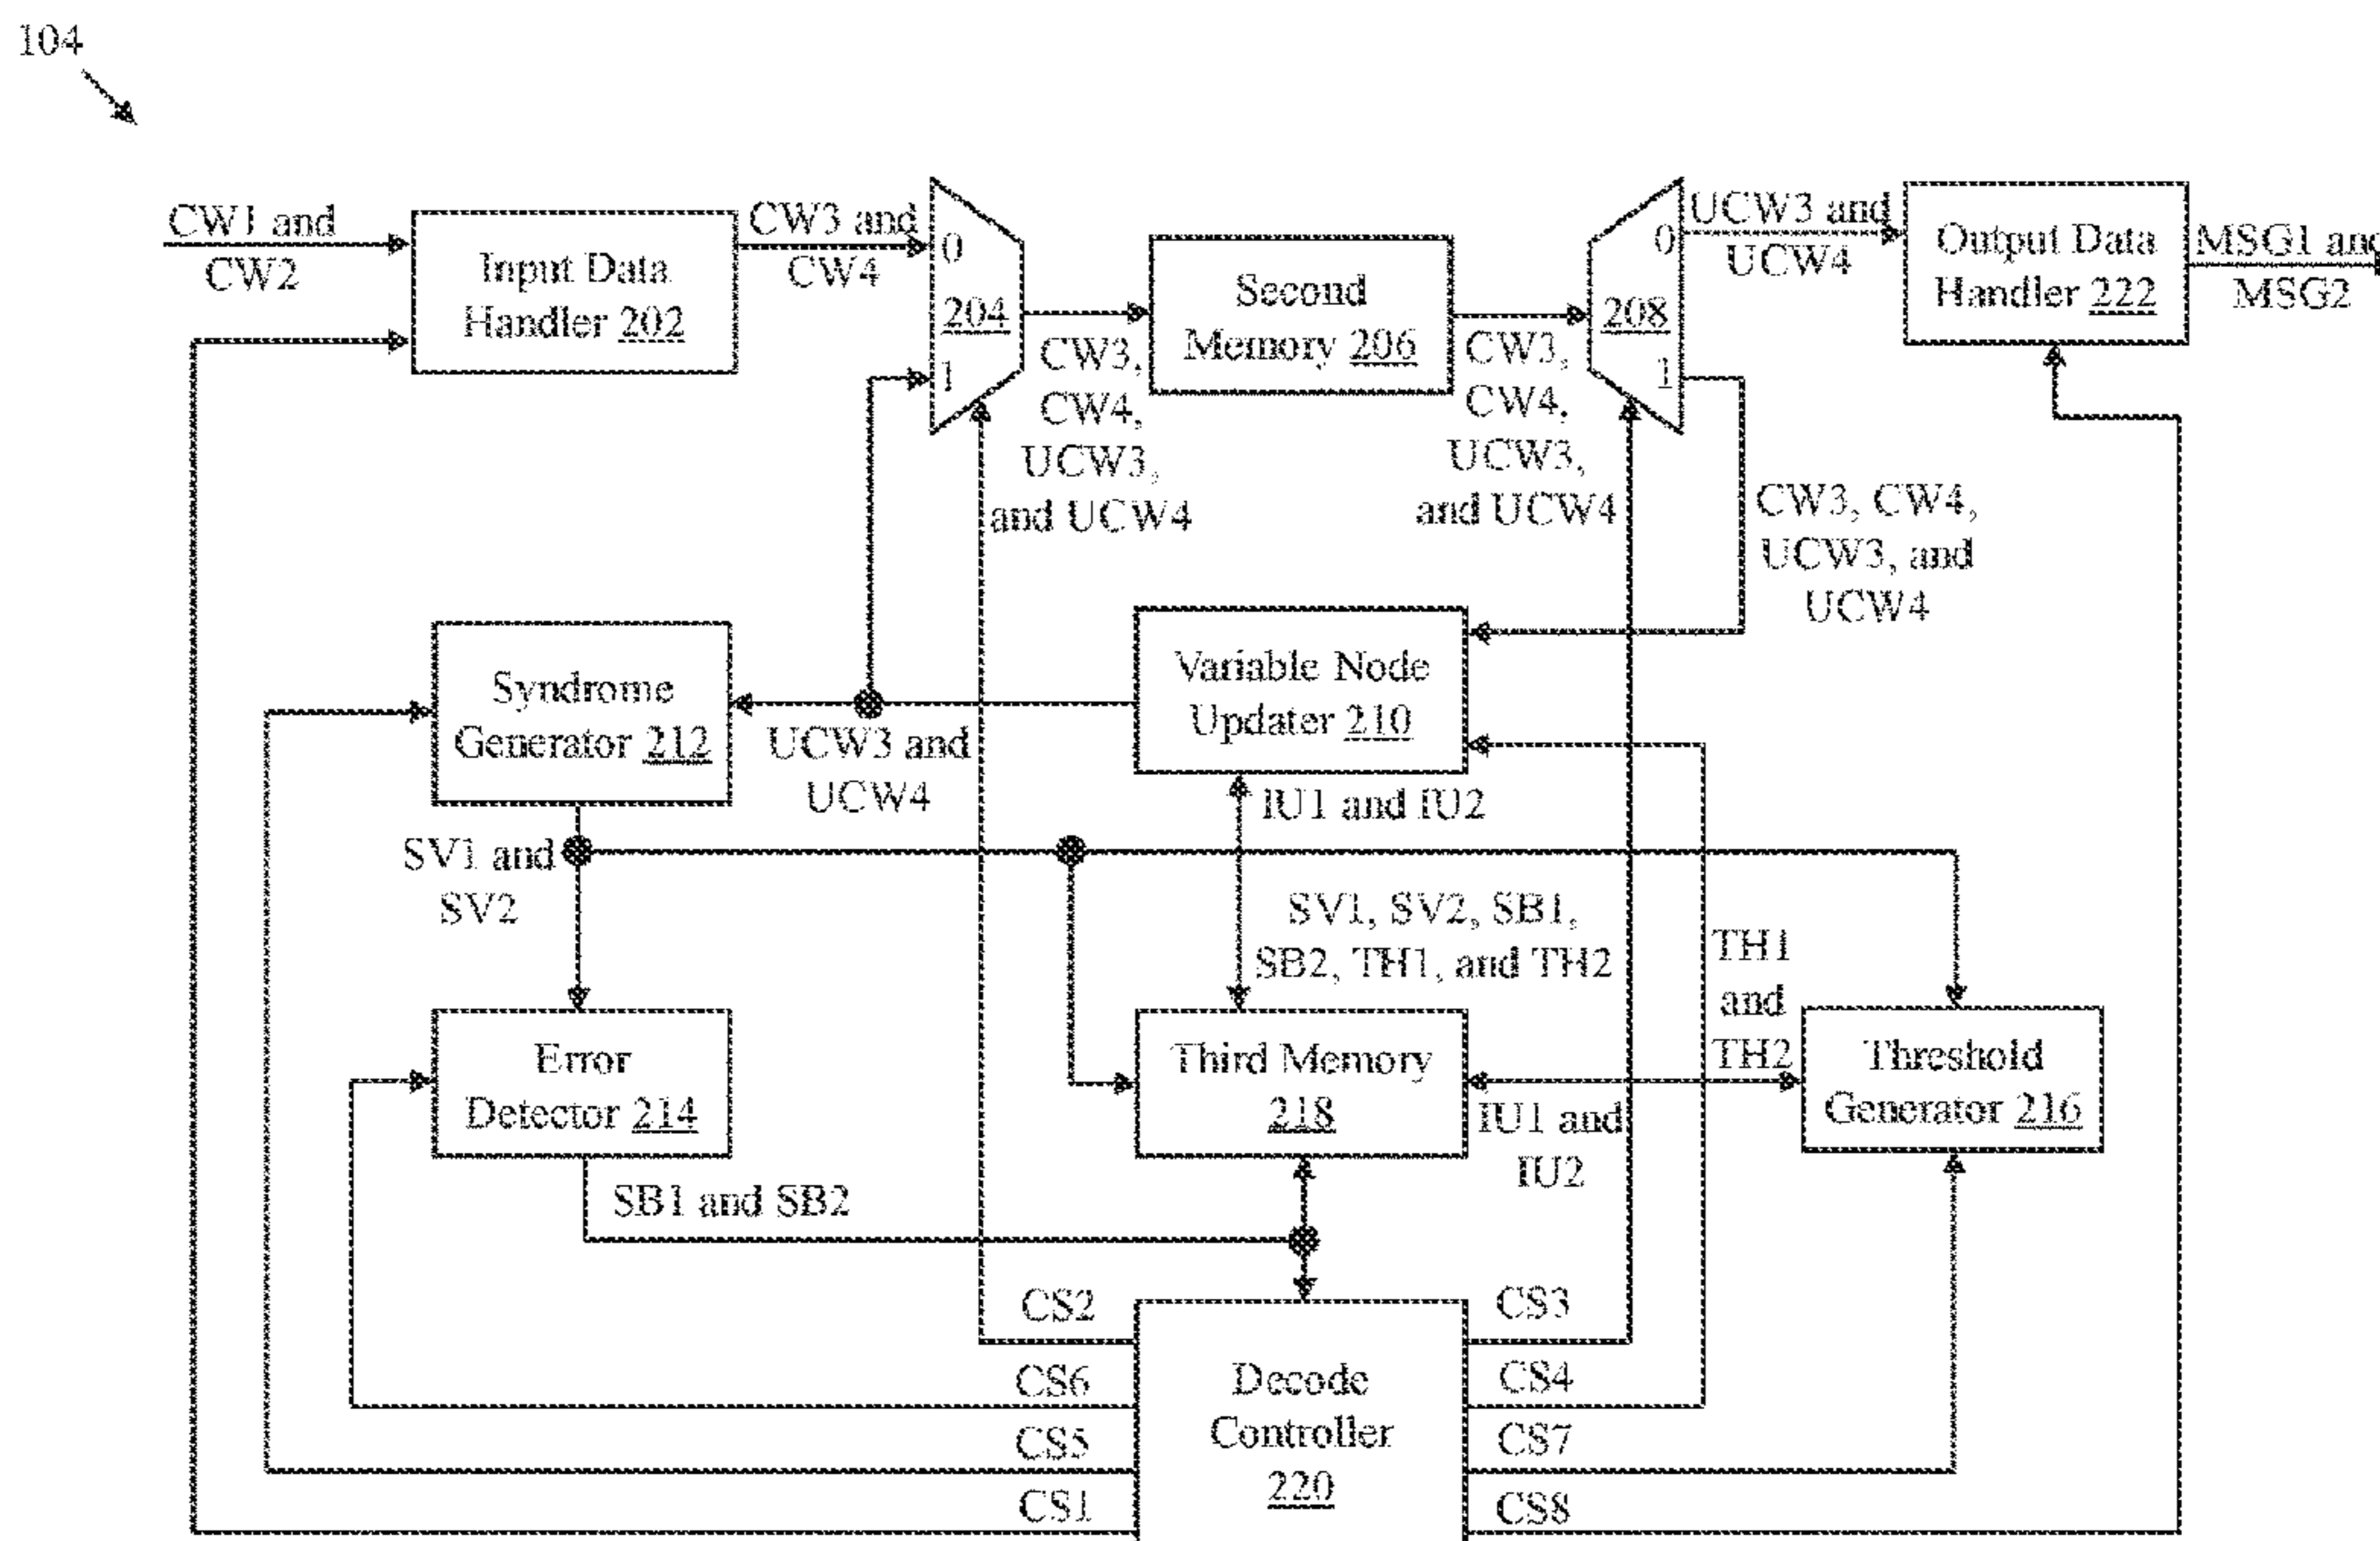 104
CW1 and
CW2
Input Data
Handler 202
CW3 and
CW4
0
204
1
CW3,
CW4,
UCW3,
and UCW4
Second
Memory 206
CW3,
CW4,
UCW3,
and UCW4
0
208
1
UCW3 and
UCW4
Output Data
Handler 222
MSG1 and
MSG2
CW3, CW4,
UCW3, and
UCW4
Syndrome
Generator 212
UCW3 and
UCW4
Variable Node
Updater 210
IU1 and IU2
SV1 and
SV2
SV1, SV2, SB1,
SB2, TH1, and TH2
TH1
and
TH2
Error
Detector 214
Third Memory
218
IU1 and
IU2
Threshold
Generator 216
SB1 and SB2
CS2
CS6
CS5
CS1
Decode
Controller
220
CS3
CS4
CS7
CS8